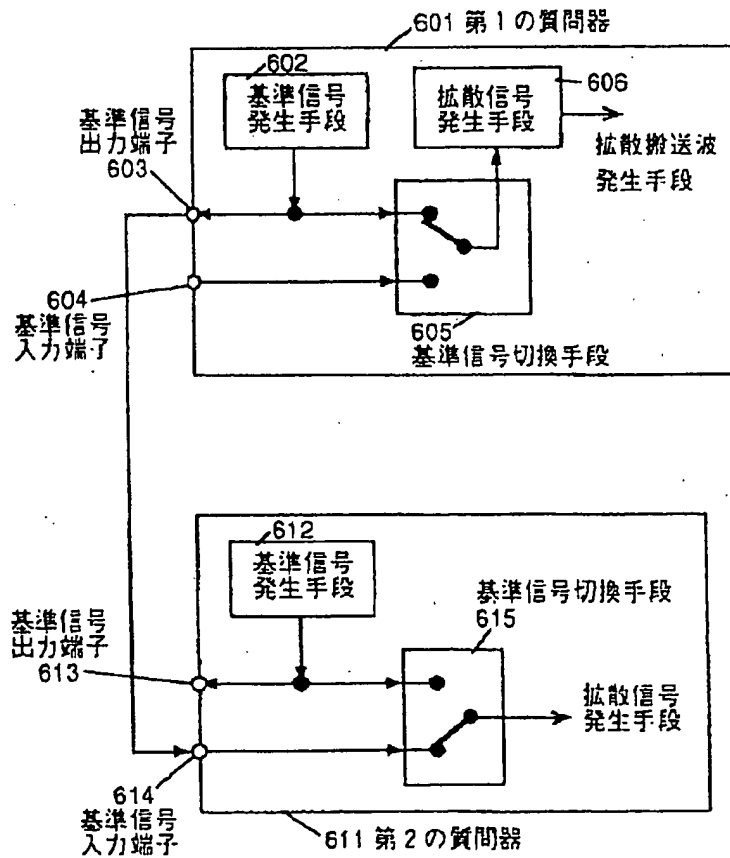 601 第1の質問器
602
基準信号
発生手段
拡散信号
発生手段
606
基準信号
出力端子
603
拡散搬送波
発生手段
604
基準信号
入力端子
605
基準信号切換手段
612
基準信号
発生手段
基準信号切換手段
615
基準信号
出力端子
613
拡散信号
発生手段
614
基準信号
入力端子
611 第2の質問器